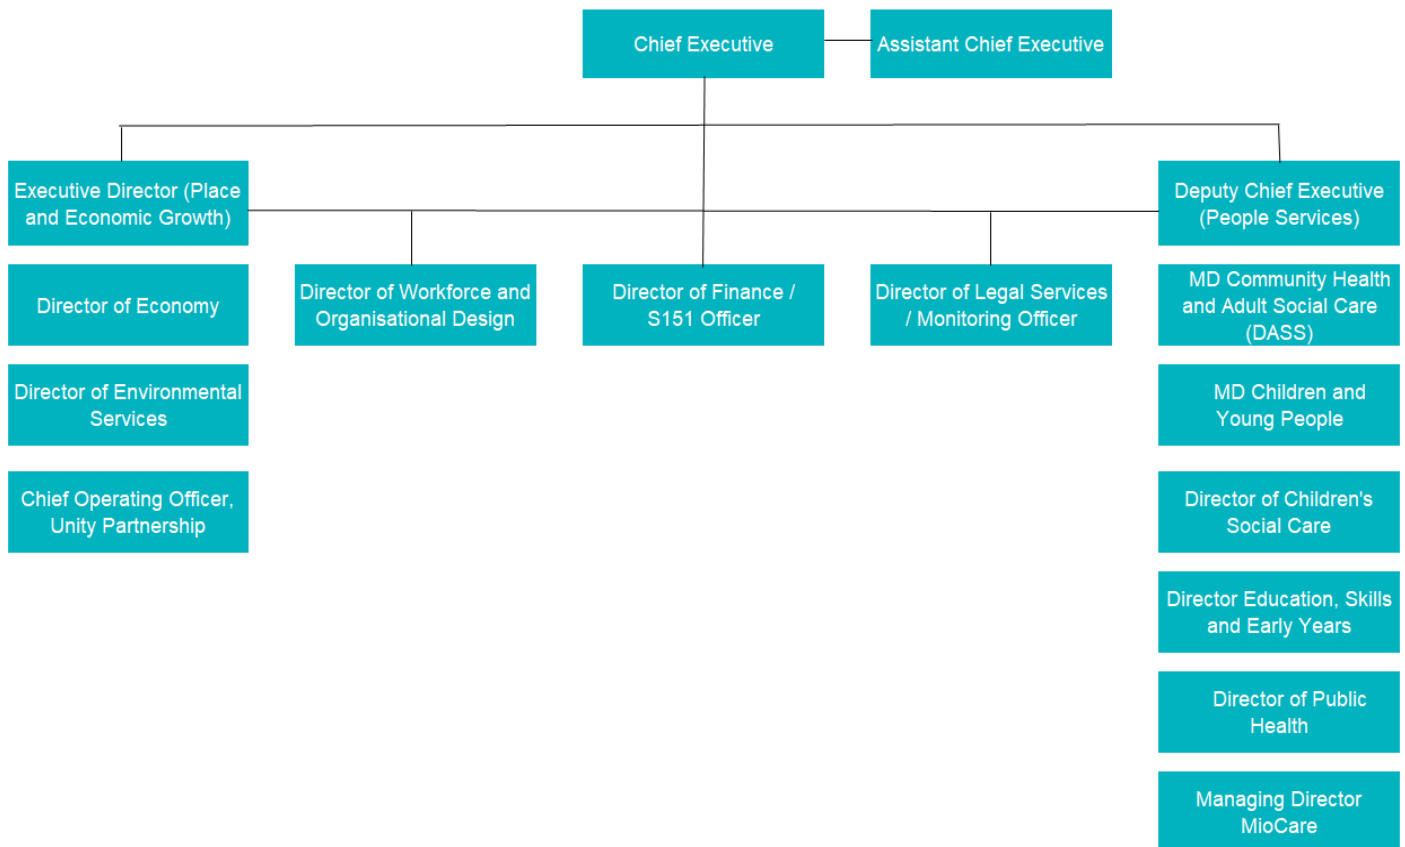 Chief Executive
Assistant Chief Executive
Executive Director (Place
and Economic Growth)
Deputy Chief Executive
(People Services)
Director of Economy
Director of Workforce and
Organisational Design
Director of Finance /
S151 Officer
Director of Legal Services
/ Monitoring Officer
MD Community Health
and Adult Social Care
(DASS)
Director of Environmental
Services
MD Children and
Young People
Chief Operating Officer,
Unity Partnership
Director of Children's
Social Care
Director Education, Skills
and Early Years
Director of Public
Health
Managing Director
MioCare